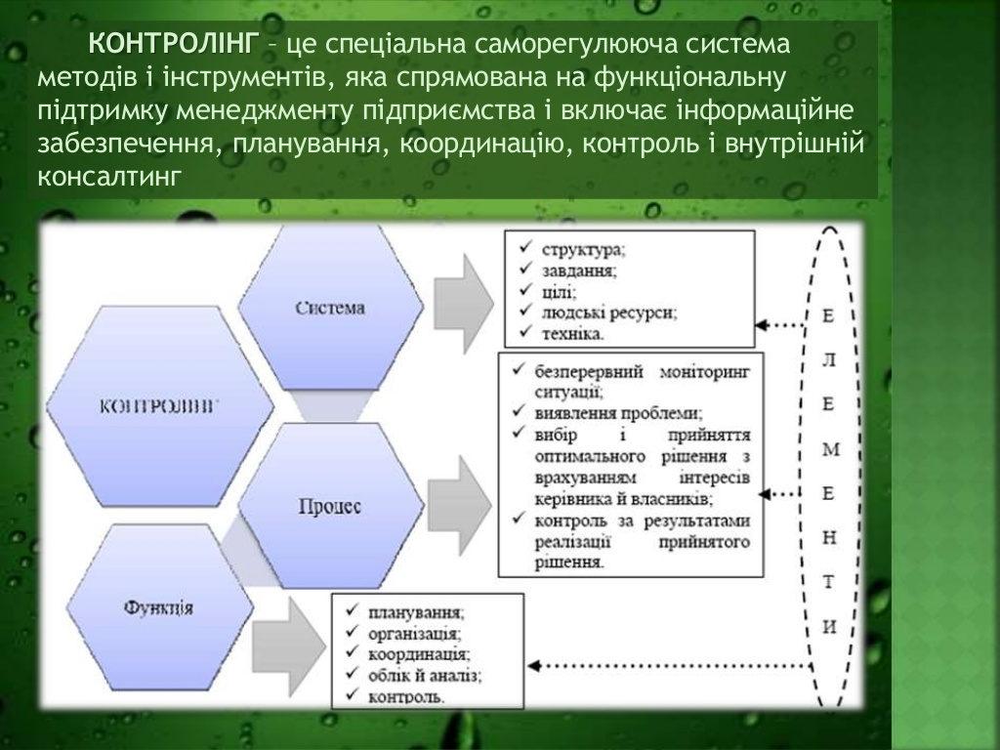 КОНТРОЛІНГ – це спеціальна саморегулююча система
методів і інструментів, яка спрямована на функціональну
підтримку менеджменту підприємства і включає інформаційне
забезпечення, планування, координацію, контроль і внутрішній
консалтинг
Система
структура;
завдання;
цілі;
людські ресурси;
техніка.
КОНТРОЛІНГ
Процес
безперервний моніторинг
ситуації;
виявлення проблеми;
вибір і прийняття
оптимального рішення з
врахуванням інтересів
керівника й власників;
контроль за результатами
реалізації прийнятого
рішення.
Функція
планування;
організація;
координація;
облік й аналіз;
контроль.
Е
Л
Е
М
Е
Н
Т
И